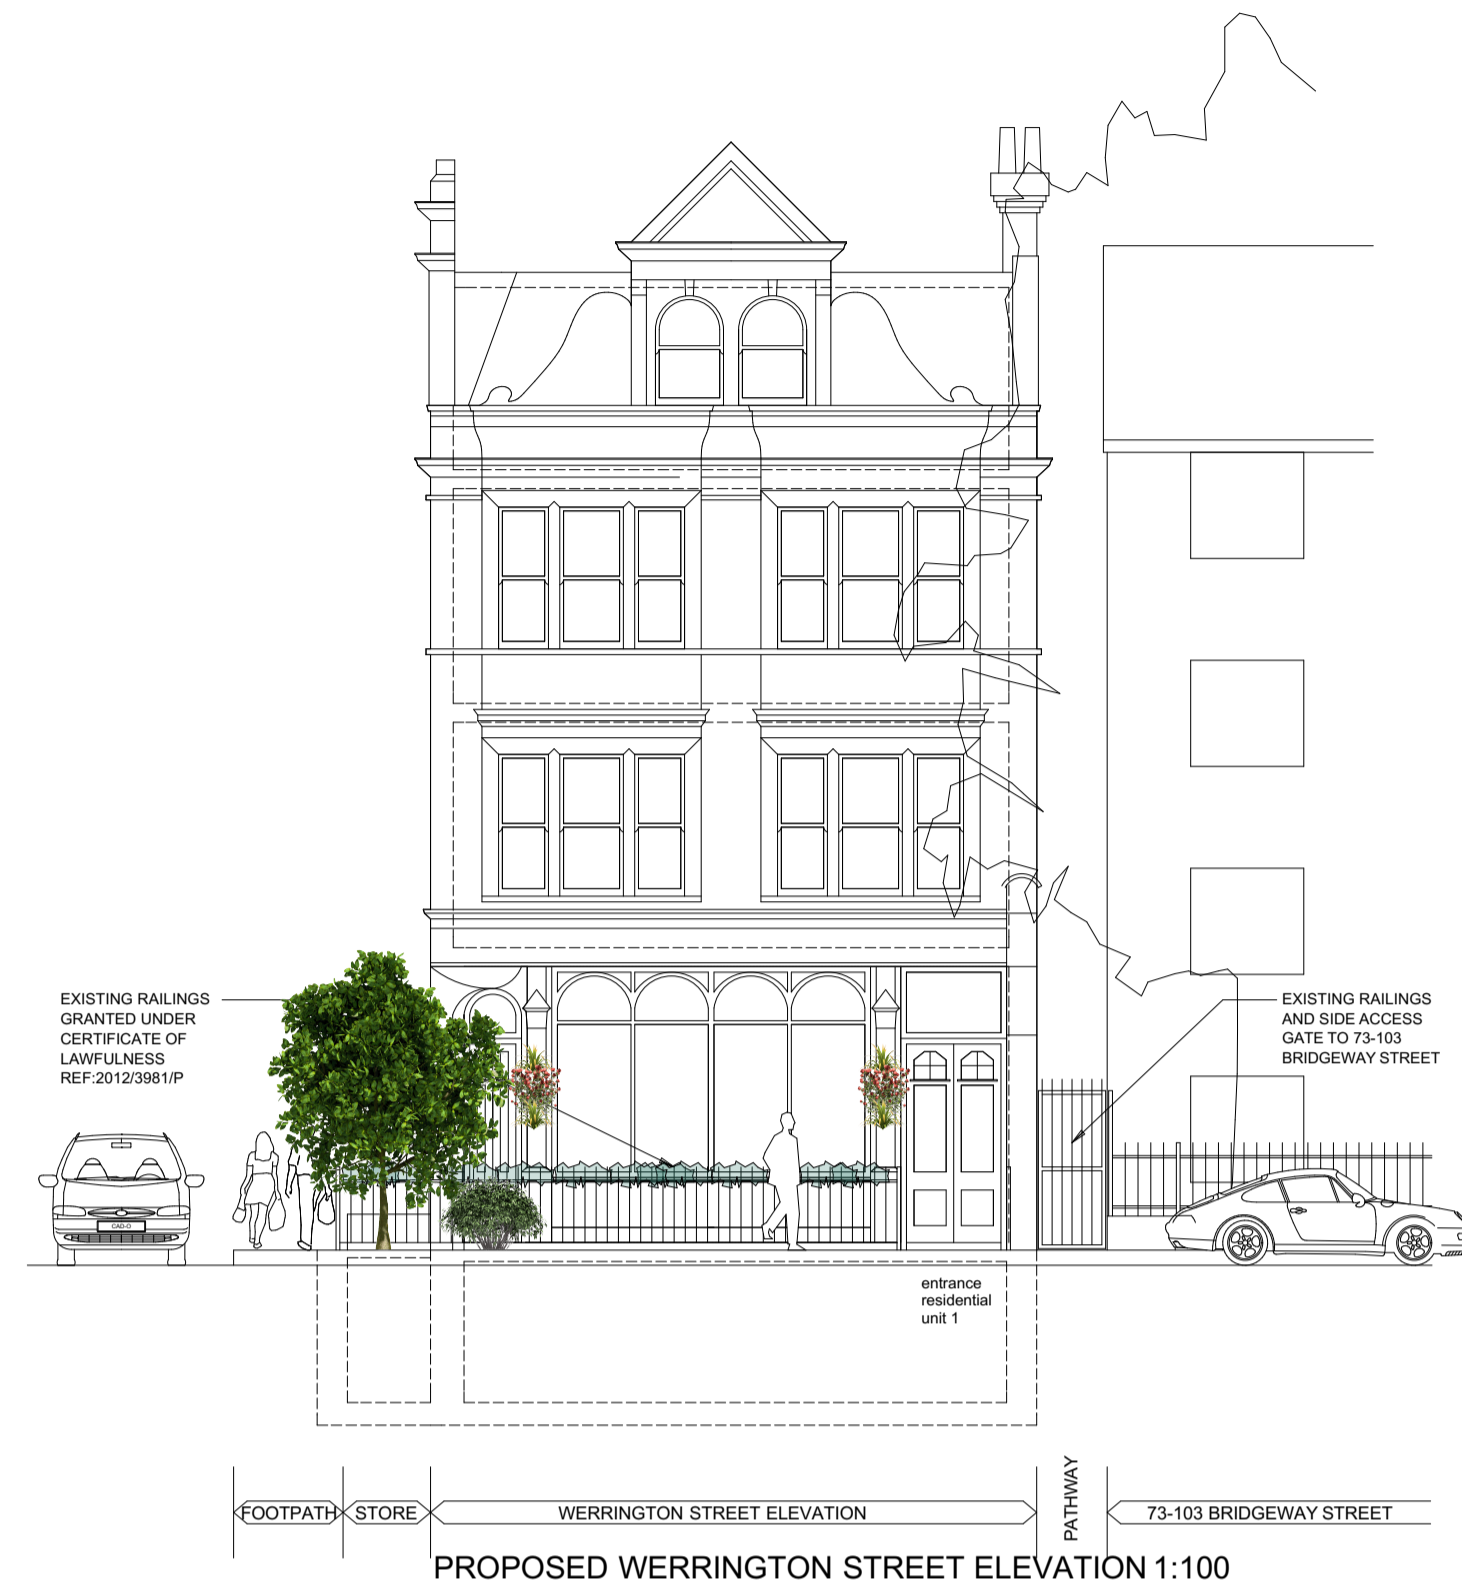 EXISTING RAILINGS
GRANTED UNDER
CERTIFICATE OF
LAWFULNESS
REF:2012/3981/P
EXISTING RAILINGS
AND SIDE ACCESS
GATE TO 73-103
BRIDGEWAY STREET
CAD-O
entrance
residential
unit 1
FOOTPATH
STORE
WERRINGTON STREET ELEVATION
PATHWAY
73-103 BRIDGEWAY STREET
PROPOSED WERRINGTON STREET ELEVATION 1:100